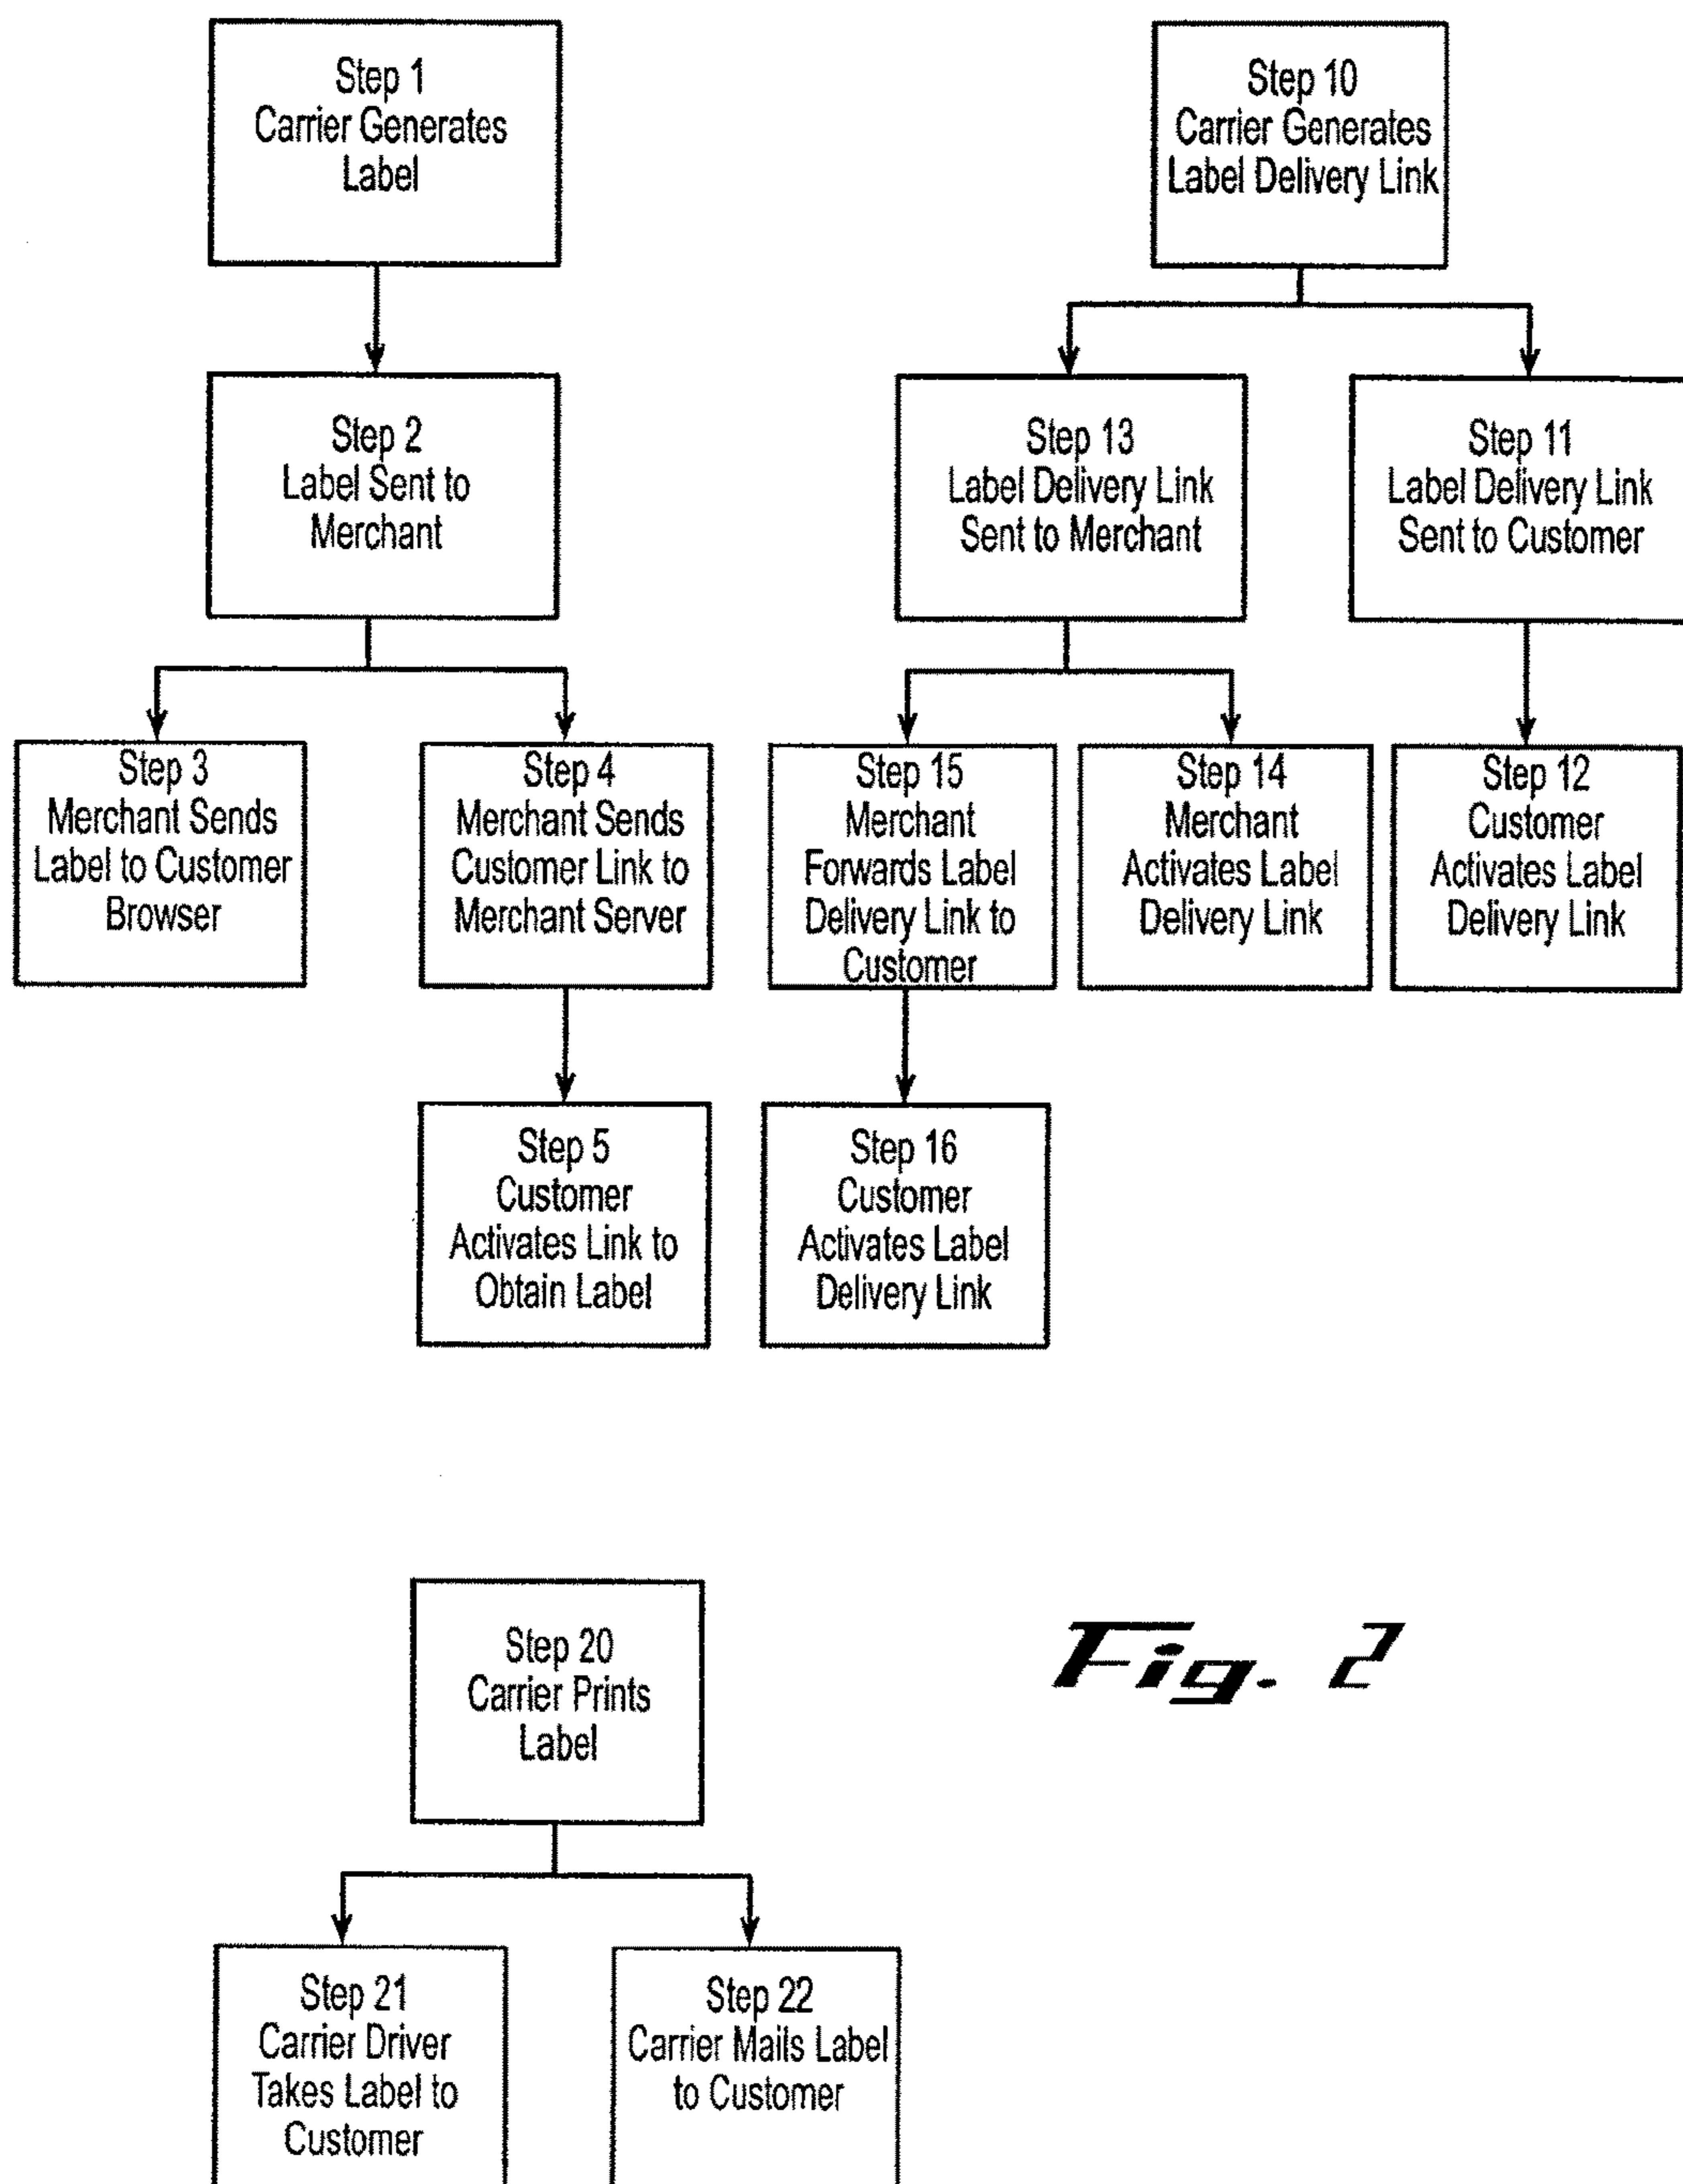 Step 1
Carrier Generates
Label
Step 10
Carrier Generates
Label Delivery Link
Step 2
Label Sent to
Merchant
Step 13
Label Delivery Link
Sent to Merchant
Step 11
Label Delivery Link
Sent to Customer
Step 3
Merchant Sends
Label to Customer
Browser
Step 4
Merchant Sends
Customer Link to
Merchant Server
Step 15
Merchant
Forwards Label
Delivery Link to
Customer
Step 14
Merchant
Activates Label
Delivery Link
Step 12
Customer
Activates Label
Delivery Link
Step 5
Customer
Activates Link to
Obtain Label
Step 16
Customer
Activates Label
Delivery Link
Step 20
Carrier Prints
Label
Fig. 2
Step 21
Carrier Driver
Takes Label to
Customer
Step 22
Carrier Mails Label
to Customer